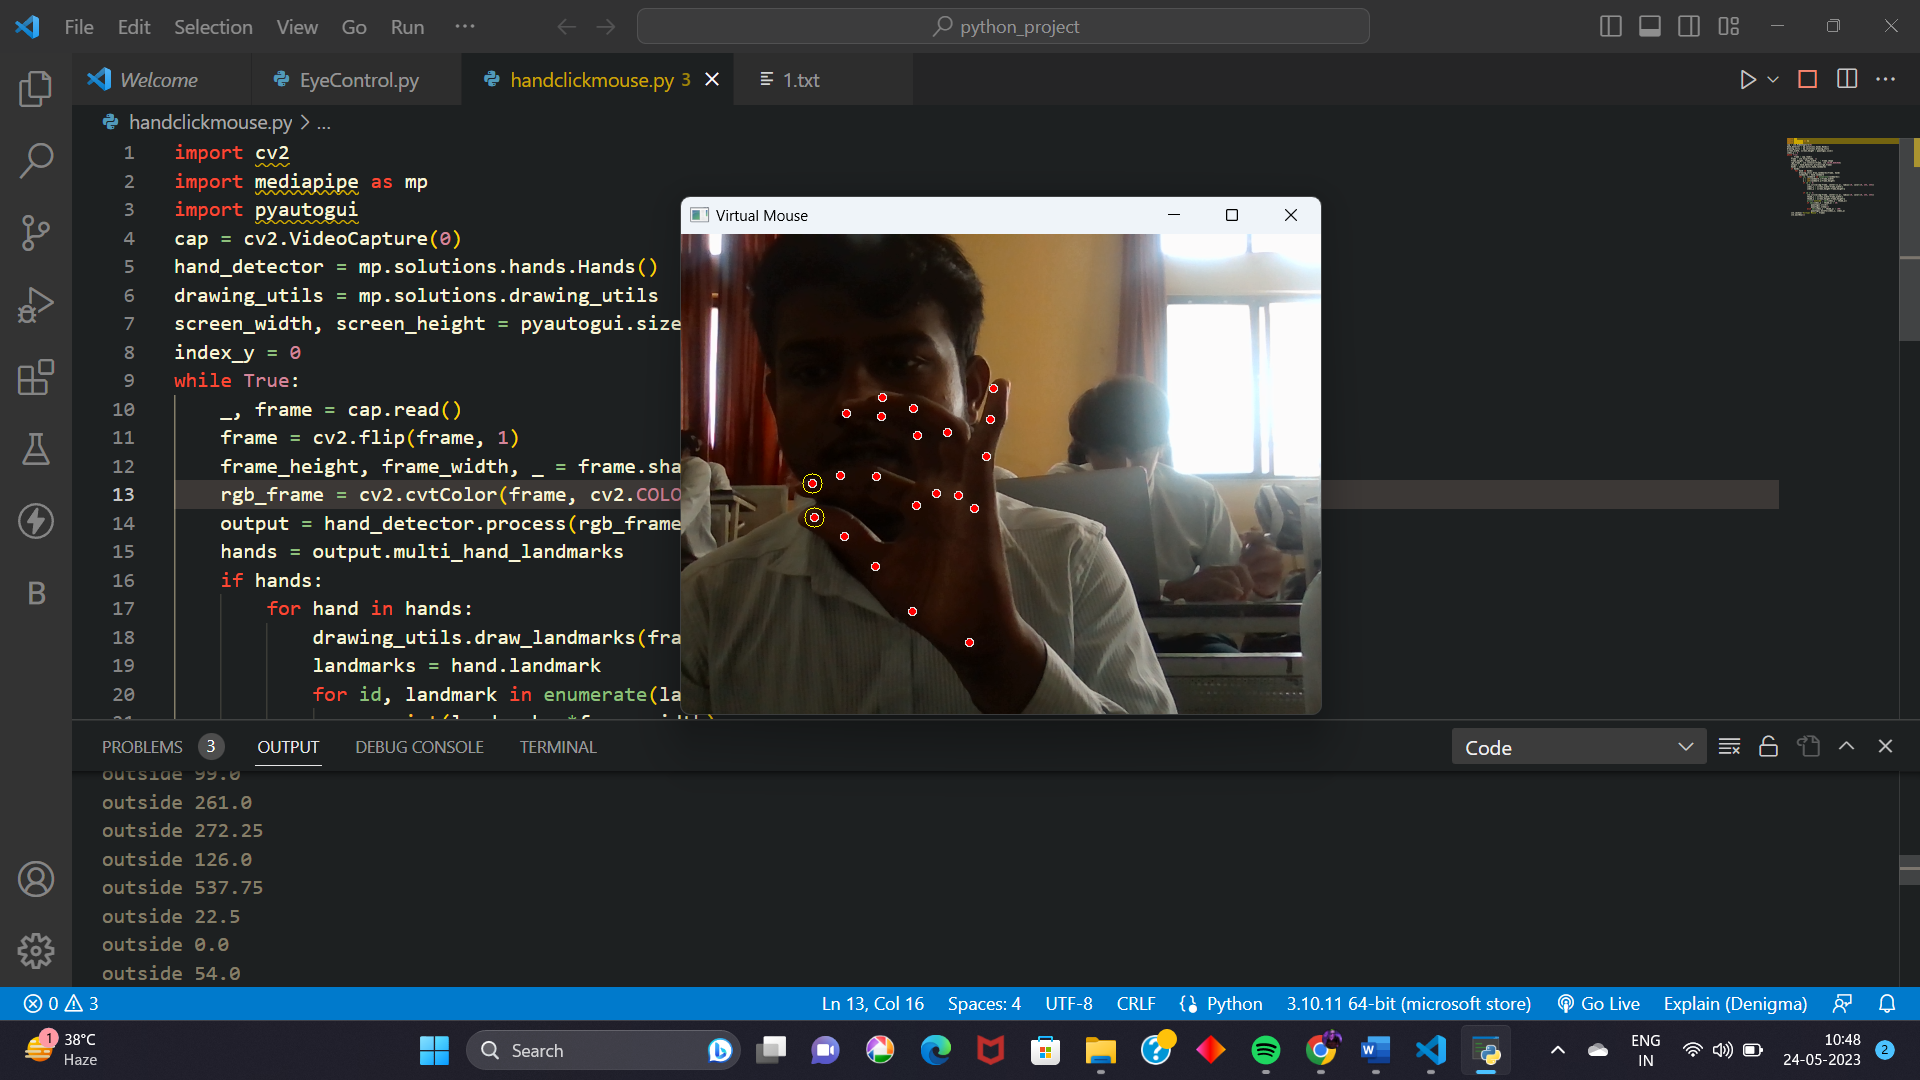 File Edit Selection View Go Run ··· python_project
Welcome EyeControl.py handclickmouse.py 3 1.txt
handclickmouse.py > ...
1 import cv2
2 import mediapipe as mp
3 import pyautogui
4 cap = cv2.VideoCapture(0)
5 hand_detector = mp.solutions.hands.Hands()
6 drawing_utils = mp.solutions.drawing_utils
7 screen_width, screen_height = pyautogui.size
8 index_y = 0
9 while True:
10 _, frame = cap.read()
11 frame = cv2.flip(frame, 1)
12 frame_height, frame_width, _ = frame.sha
13 rgb_frame = cv2.cvtColor(frame, cv2.COLO
14 output = hand_detector.process(rgb_frame
15 hands = output.multi_hand_landmarks
16 if hands:
17 for hand in hands:
18 drawing_utils.draw_landmarks(fra
19 landmarks = hand.landmark
20 for id, landmark in enumerate(la
Virtual Mouse
PROBLEMS 3 OUTPUT DEBUG CONSOLE TERMINAL Code
outside 99.0
outside 261.0
outside 272.25
outside 126.0
outside 537.75
outside 22.5
outside 0.0
outside 54.0
0 3 Ln 13, Col 16 Spaces: 4 UTF-8 CRLF Python 3.10.11 64-bit (microsoft store) Go Live Explain (Denigma)
1 38°C
Haze
Search
ENG
IN
10:48
24-05-2023
2